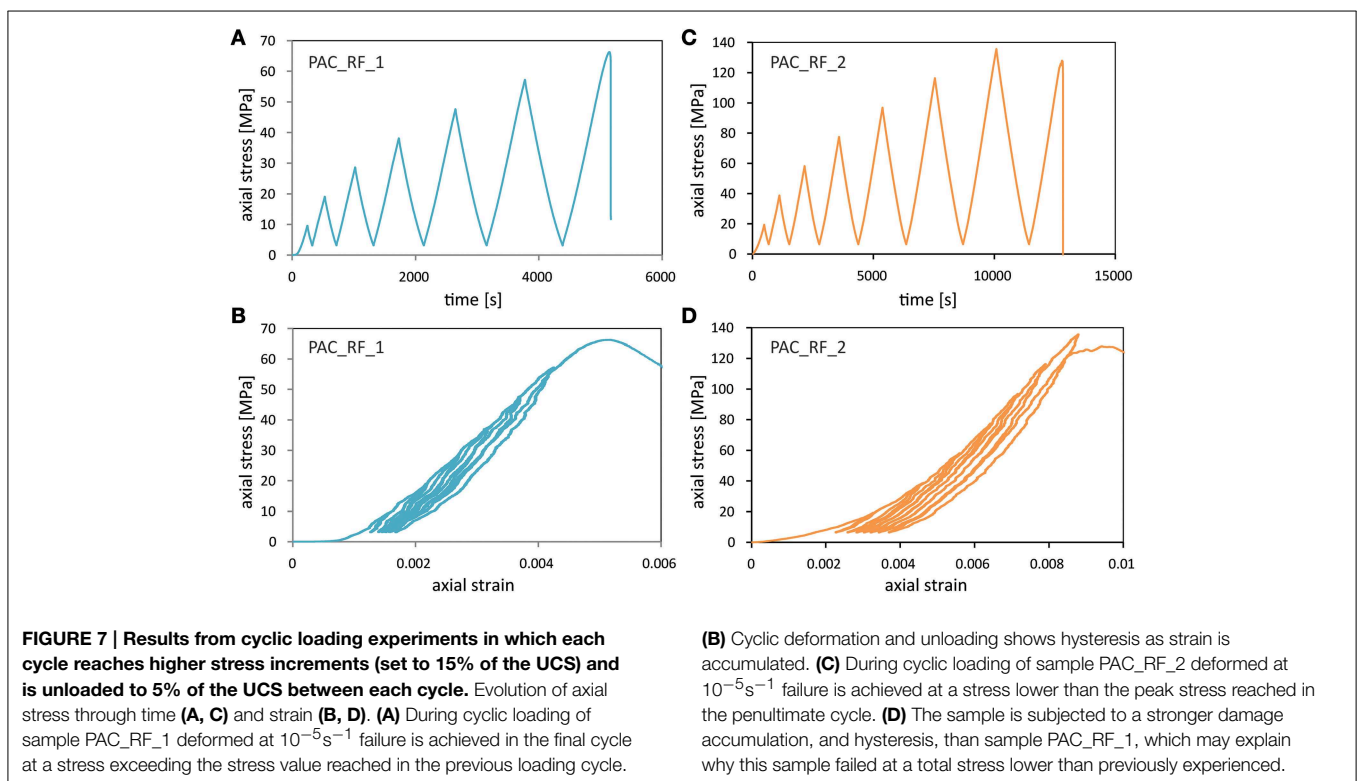 A
70
60
50
40
30
20
10
0
axial stress [MPa]
PAC_RF_1
0 2000 4000 6000
time [s]
C
140
120
100
80
60
40
20
0
axial stress [MPa]
PAC_RF_2
0 5000 10000 15000
time [s]
B
70
60
50
40
30
20
10
0
axial stress [MPa]
PAC_RF_1
0 0.002 0.004 0.006
axial strain
D
140
120
100
80
60
40
20
0
axial stress [MPa]
PAC_RF_2
0 0.002 0.004 0.006 0.008 0.01
axial strain
FIGURE 7 | Results from cyclic loading experiments in which each
cycle reaches higher stress increments (set to 15% of the UCS) and
is unloaded to 5% of the UCS between each cycle. Evolution of axial
stress through time (A, C) and strain (B, D). (A) During cyclic loading of
sample PAC_RF_1 deformed at 10⁻⁵s⁻¹ failure is achieved in the final cycle
at a stress exceeding the stress value reached in the previous loading cycle.
(B) Cyclic deformation and unloading shows hysteresis as strain is
accumulated. (C) During cyclic loading of sample PAC_RF_2 deformed at
10⁻⁵s⁻¹ failure is achieved at a stress lower than the peak stress reached in
the penultimate cycle. (D) The sample is subjected to a stronger damage
accumulation, and hysteresis, than sample PAC_RF_1, which may explain
why this sample failed at a total stress lower than previously experienced.